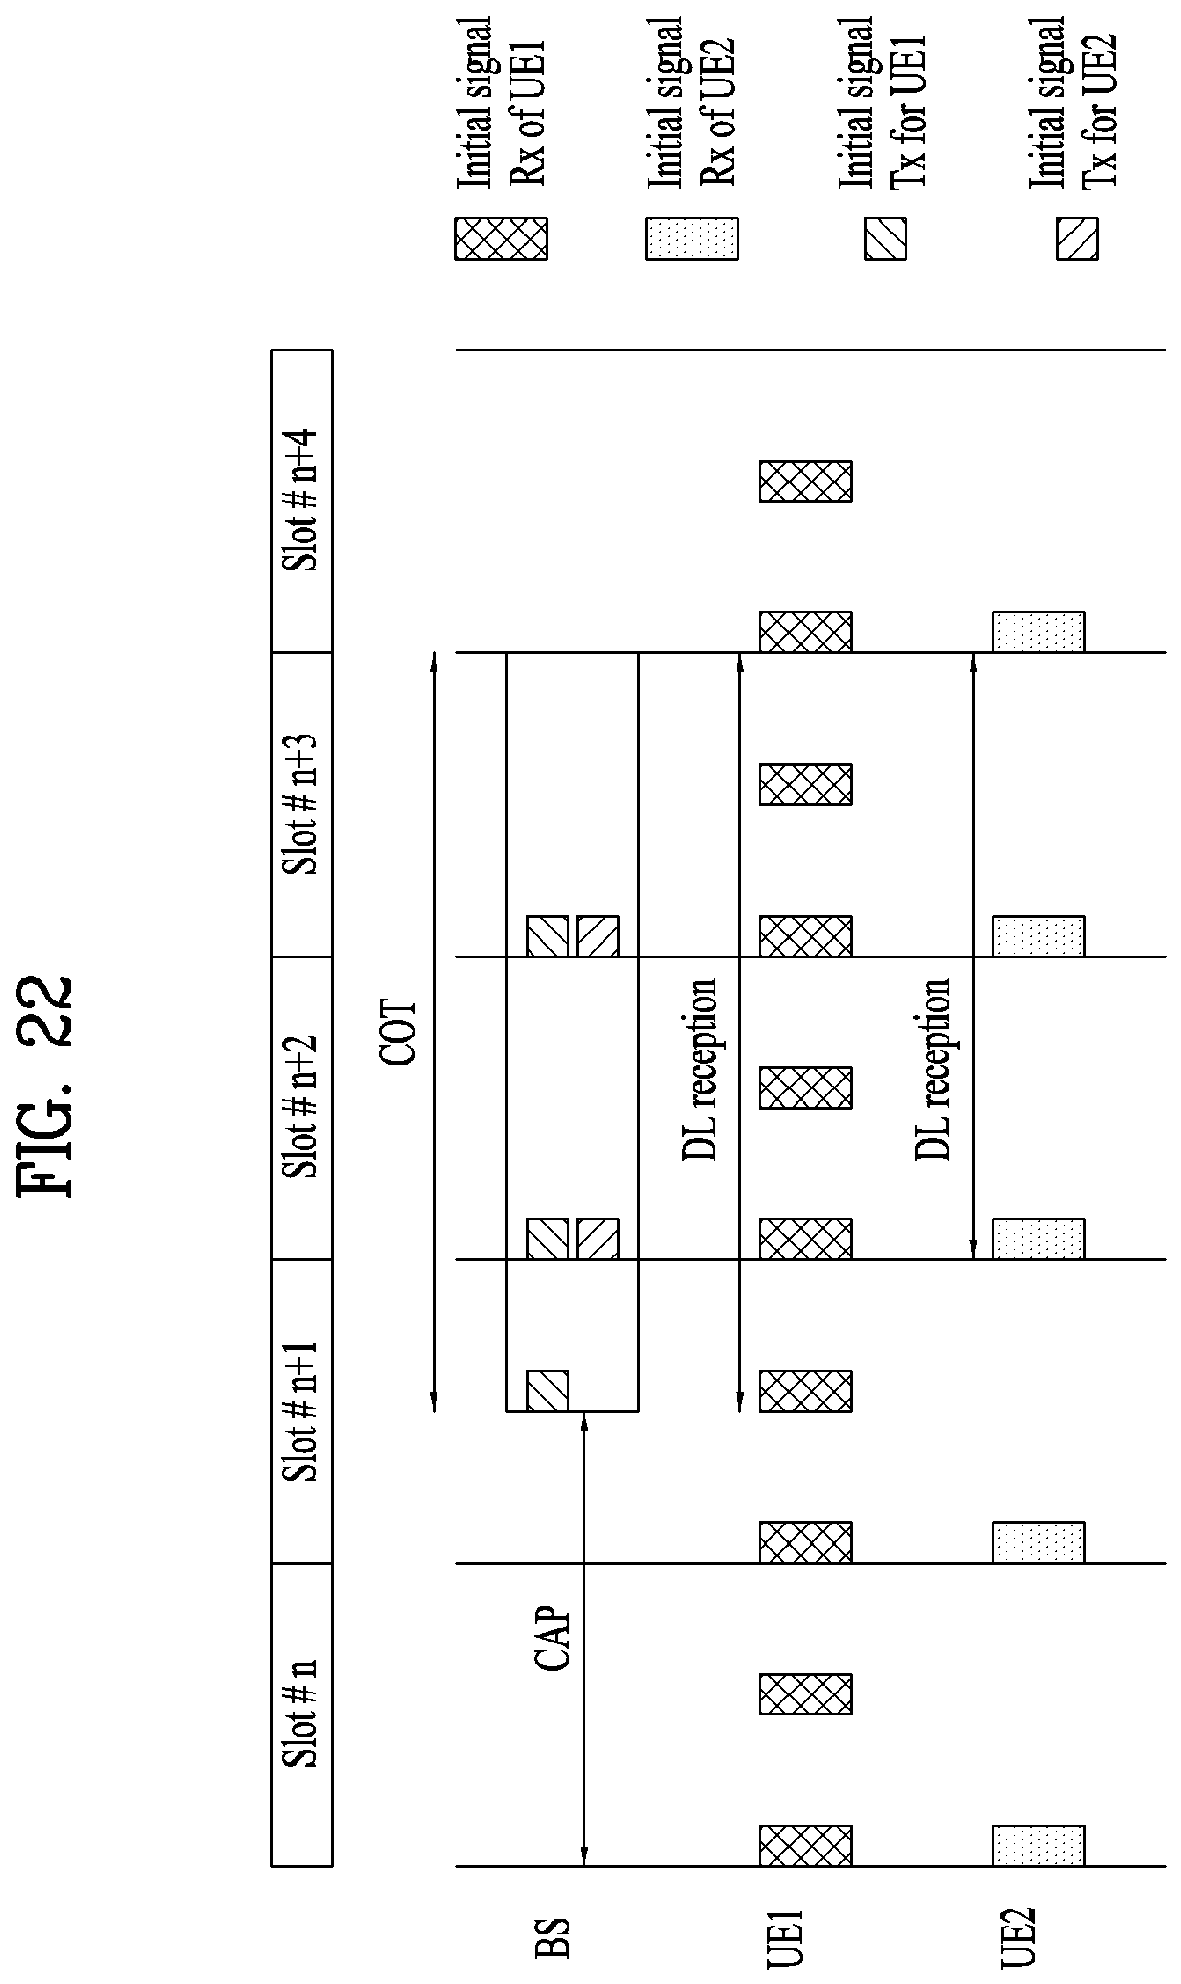 FIG. 22
Slot # n
Slot # n+1
Slot # n+2
Slot # n+3
Slot # n+4
COT
BS
CAP
DL reception
UE1
DL reception
UE2
Initial signal
Rx of UE1
Initial signal
Rx of UE2
Initial signal
Tx for UE1
Initial signal
Tx for UE2